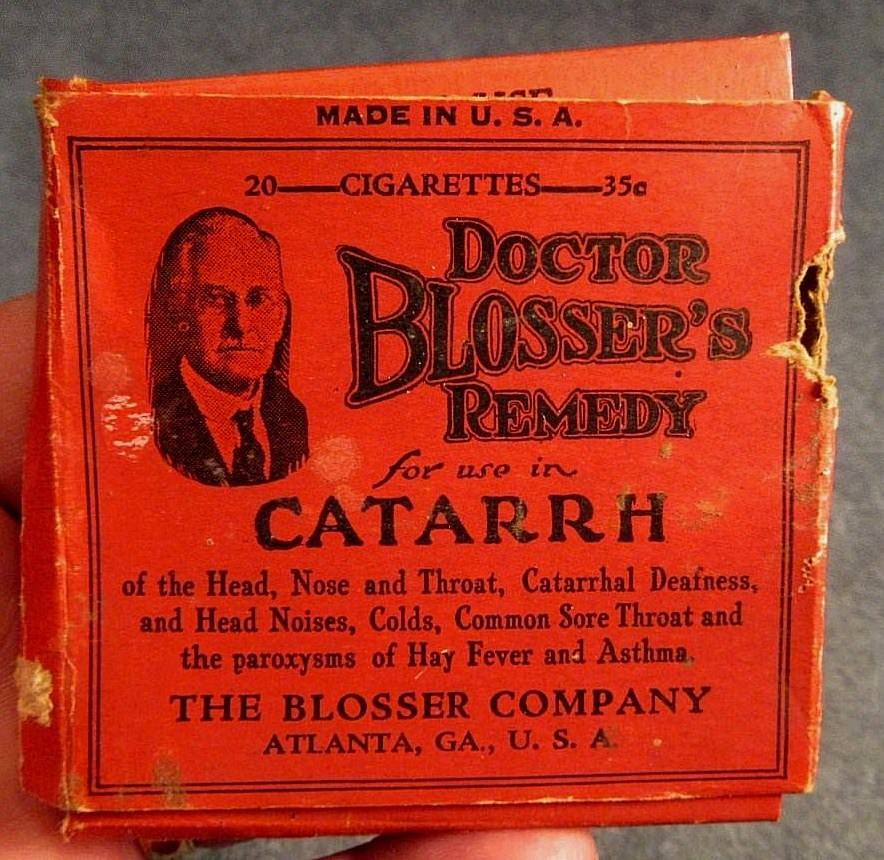 MADE IN U. S. A.
20—CIGARETTES—35c
DOCTOR
BLOSSER'S
REMEDY
for use in
CATARRH
of the Head, Nose and Throat, Catarrhal Deafness,
and Head Noises, Colds, Common Sore Throat and
the paroxysms of Hay Fever and Asthma.
THE BLOSSER COMPANY
ATLANTA, GA., U. S. A.